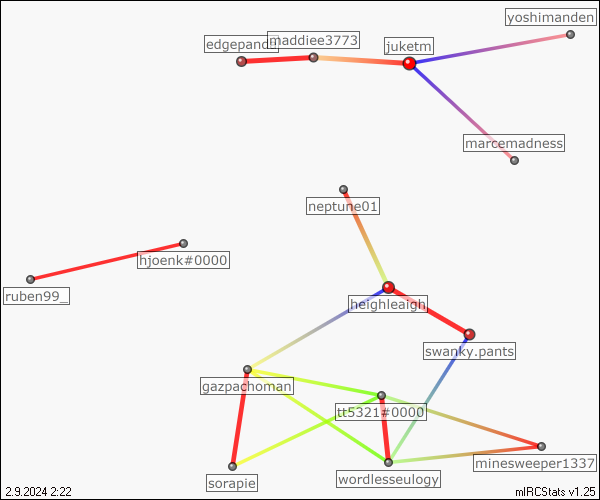 yoshimanden
maddiee3773
juketm
marcemadness
neptune01
hjoenk#0000
ruben99_
heighleaigh
swanky.pants
gazpachoman
tt5321#0000
minesweeper1337
wordlesseulogy
sorapie
2.9.2024 2:22
mIRCStats v1.25